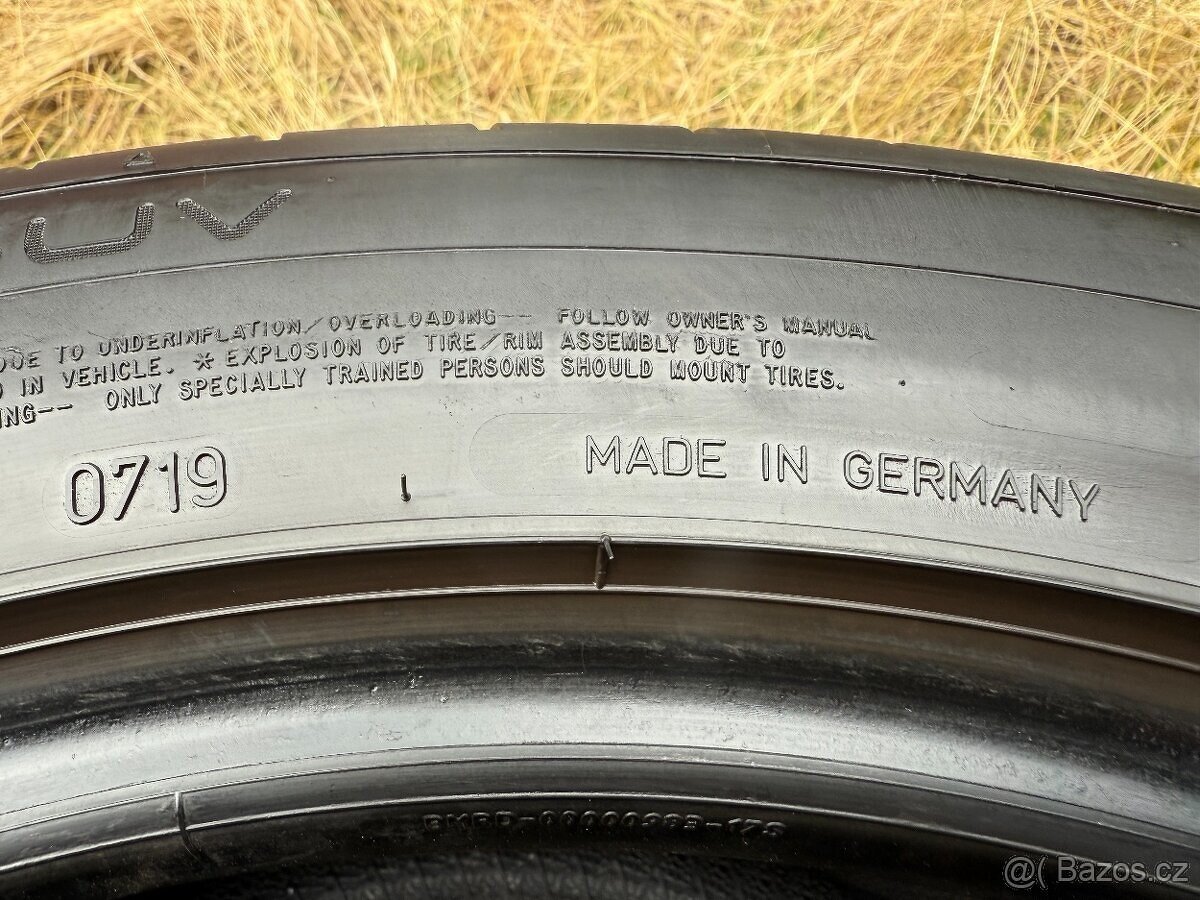 SUV
DUE TO UNDERINFLATION/OVERLOADING-- FOLLOW OWNER'S MANUAL
IN VEHICLE. * EXPLOSION OF TIRE/RIM ASSEMBLY DUE TO
ING-- ONLY SPECIALLY TRAINED PERSONS SHOULD MOUNT TIRES.
0719
MADE IN GERMANY
@( Bazos.cz